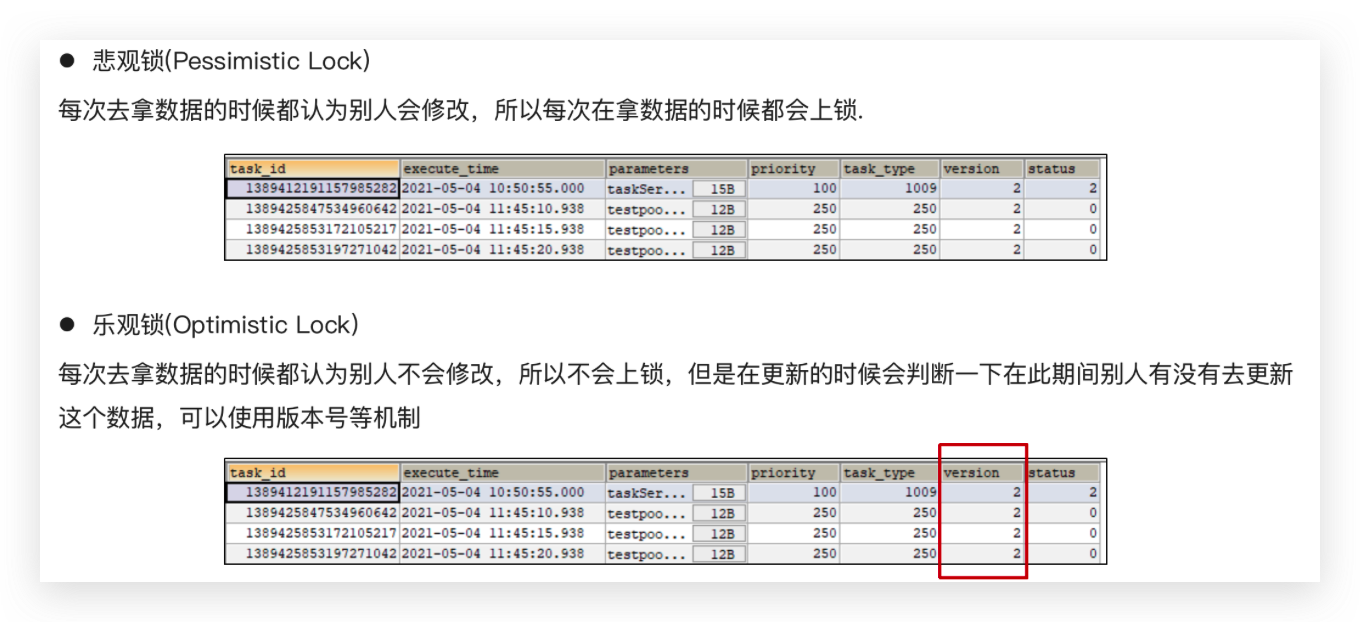 ● 悲观锁(Pessimistic Lock)
每次去拿数据的时候都认为别人会修改，所以每次在拿数据的时候都会上锁.
task_id execute_time parameters priority task_type version status
1389412191157985282 2021-05-04 10:50:55.000 taskSer... 15B 100 1009 2 2
1389425847534960642 2021-05-04 11:45:10.938 testpoo... 12B 250 250 2 0
1389425853172105217 2021-05-04 11:45:15.938 testpoo... 12B 250 250 2 0
1389425853197271042 2021-05-04 11:45:20.938 testpoo... 12B 250 250 2 0
● 乐观锁(Optimistic Lock)
每次去拿数据的时候都认为别人不会修改，所以不会上锁，但是在更新的时候会判断一下在此期间别人有没有去更新
这个数据，可以使用版本号等机制
task_id execute_time parameters priority task_type version status
1389412191157985282 2021-05-04 10:50:55.000 taskSer... 15B 100 1009 2 2
1389425847534960642 2021-05-04 11:45:10.938 testpoo... 12B 250 250 2 0
1389425853172105217 2021-05-04 11:45:15.938 testpoo... 12B 250 250 2 0
1389425853197271042 2021-05-04 11:45:20.938 testpoo... 12B 250 250 2 0